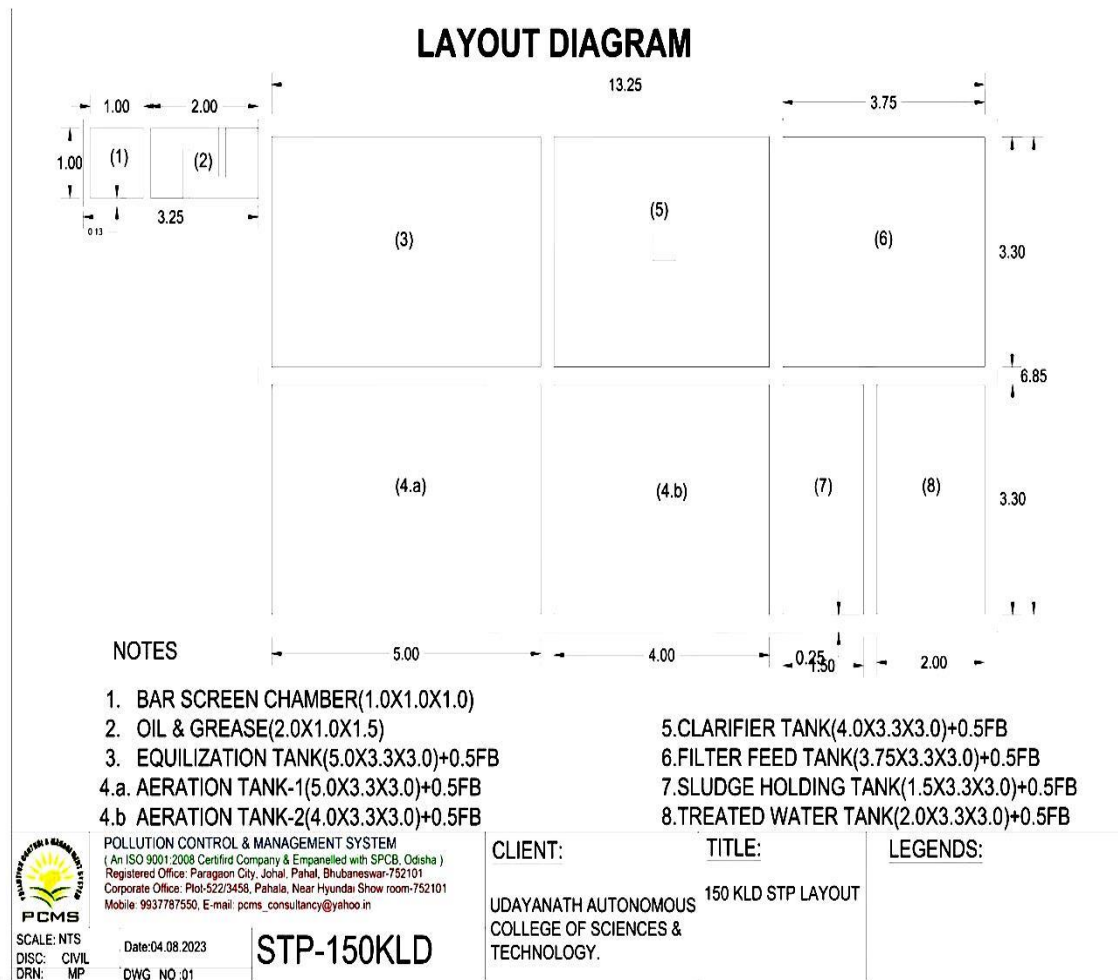 LAYOUT DIAGRAM
13.25
3.75
1.00
2.00
1.00
(1)
(2)
3.25
0.13
(3)
(5)
(6)
3.30
6.85
(4.a)
(4.b)
(7)
(8)
3.30
5.00
4.00
0.25
1.50
2.00
NOTES
1. BAR SCREEN CHAMBER(1.0X1.0X1.0)
2. OIL & GREASE(2.0X1.0X1.5)
3. EQUILIZATION TANK(5.0X3.3X3.0)+0.5FB
4.a. AERATION TANK-1(5.0X3.3X3.0)+0.5FB
4.b AERATION TANK-2(4.0X3.3X3.0)+0.5FB
5.CLARIFIER TANK(4.0X3.3X3.0)+0.5FB
6.FILTER FEED TANK(3.75X3.3X3.0)+0.5FB
7.SLUDGE HOLDING TANK(1.5X3.3X3.0)+0.5FB
8.TREATED WATER TANK(2.0X3.3X3.0)+0.5FB
POLLUTION CONTROL & MANAGEMENT SYSTEM
PCMS
POLLUTION CONTROL & MANAGEMENT SYSTEM
( An ISO 9001:2008 Certifird Company & Empanelled with SPCB, Odisha )
Registered Office: Paragaon City, Johal, Pahal, Bhubaneswar-752101
Corporate Office: Plot-522/3458, Pahala, Near Hyundai Show room-752101
Mobile: 9937787550, E-mail: pcms_consultancy@yahoo.in
SCALE: NTS
DISC: CIVIL
DRN: MP
Date:04.08.2023
DWG NO :01
STP-150KLD
CLIENT:
UDAYANATH AUTONOMOUS
COLLEGE OF SCIENCES &
TECHNOLOGY.
TITLE:
150 KLD STP LAYOUT
LEGENDS: